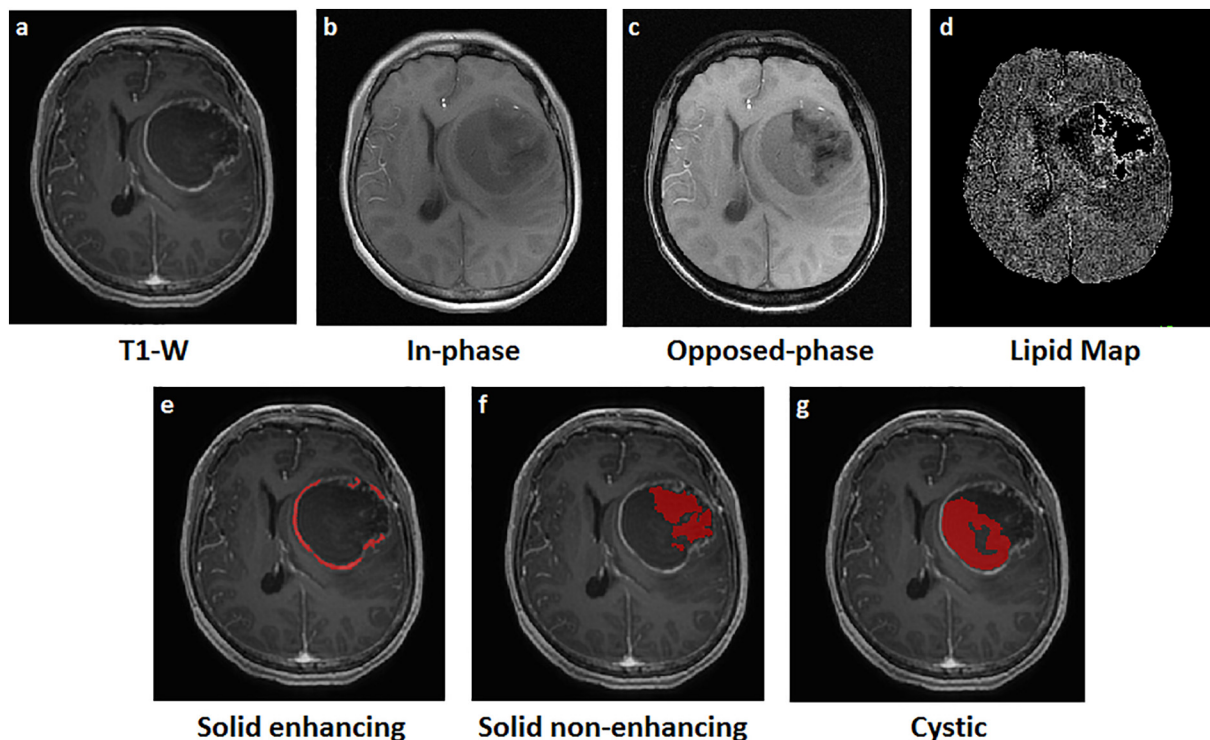 a b c d
T1-W In-phase Opposed-phase Lipid Map
e f g
Solid enhancing Solid non-enhancing Cystic